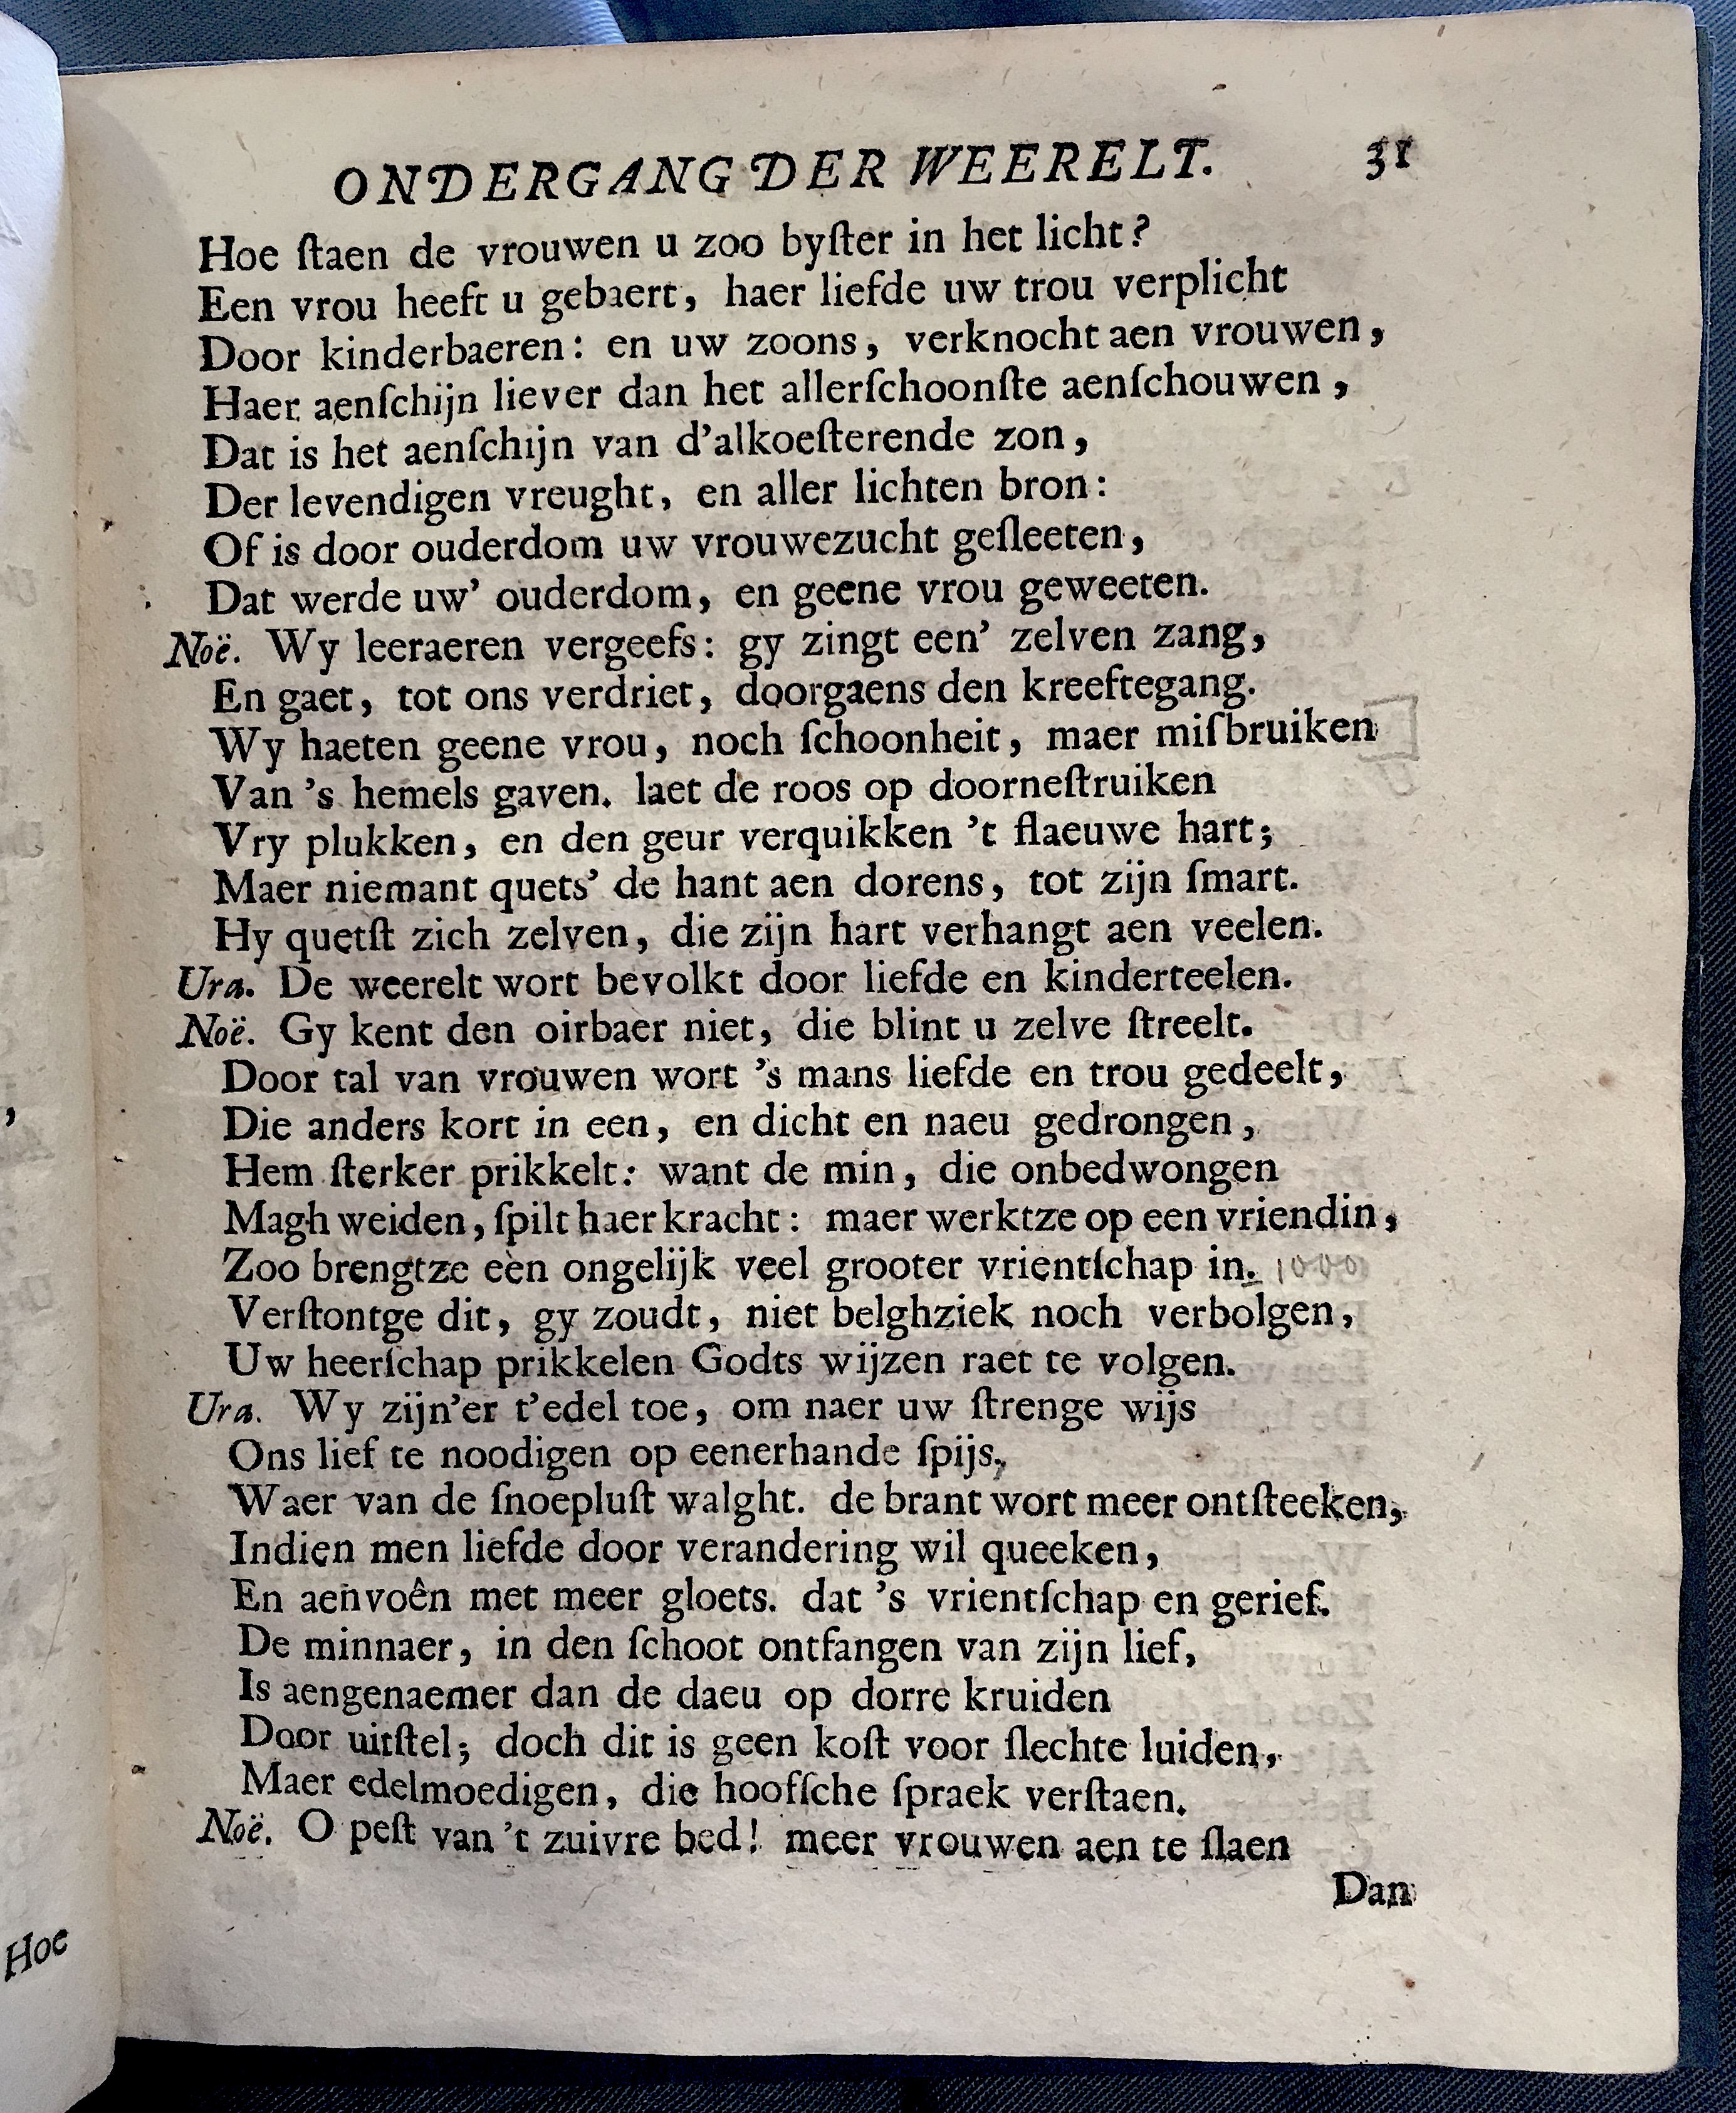 ONDERGANG DER WEERELT. 31
Hoe ſtaen de vrouwen u zoo byſter in het licht?
Een vrou heeft u gebaert, haer liefde uw trou verplicht
Door kinderbaeren: en uw zoons, verknocht aen vrouwen,
Haer aenſchijn liever dan het allerſchoonſte aenſchouwen,
Dat is het aenſchijn van d'alkoeſterende zon,
Der levendigen vreught, en aller lichten bron:
Of is door ouderdom uw vrouwezucht geſleeten,
Dat werde uw' ouderdom, en geene vrou geweeten.
Noë. Wy leeraeren vergeefs: gy zingt een' zelven zang,
En gaet, tot ons verdriet, doorgaens den kreeftegang.
Wy haeten geene vrou, noch ſchoonheit, maer miſbruiken
Van 's hemels gaven. laet de roos op doorneſtruiken
Vry plukken, en den geur verquikken 't flaeuwe hart;
Maer niemant quets' de hant aen dorens, tot zijn ſmart.
Hy quetſt zich zelven, die zijn hart verhangt aen veelen.
Ura. De weerelt wort bevolkt door liefde en kinderteelen.
Noë. Gy kent den oirbaer niet, die blint u zelve ſtreelt.
Door tal van vrouwen wort 's mans liefde en trou gedeelt,
Die anders kort in een, en dicht en naeu gedrongen,
Hem ſterker prikkelt: want de min, die onbedwongen
Magh weiden, ſpilt haer kracht: maer werktze op een vriendin,
Zoo brengtze een ongelijk veel grooter vrientſchap in. 1000
Verſtontge dit, gy zoudt, niet belghziek noch verbolgen,
Uw heerſchap prikkelen Godts wijzen raet te volgen.
Ura. Wy zijn'er t'edel toe, om naer uw ſtrenge wijs
Ons lief te noodigen op eenerhande ſpijs,
Waer van de ſnoepluſt walght. de brant wort meer ontſteeken,
Indien men liefde door verandering wil queeken,
En aenvoên met meer gloets. dat 's vrientſchap en gerief.
De minnaer, in den ſchoot ontfangen van zijn lief,
Is aengenaemer dan de daeu op dorre kruiden
Door uitſtel; doch dit is geen koſt voor ſlechte luiden,
Maer edelmoedigen, die hoofſche ſpraek verſtaen.
Noë. O peſt van 't zuivre bed! meer vrouwen aen te ſlaen
Dan
Hoe